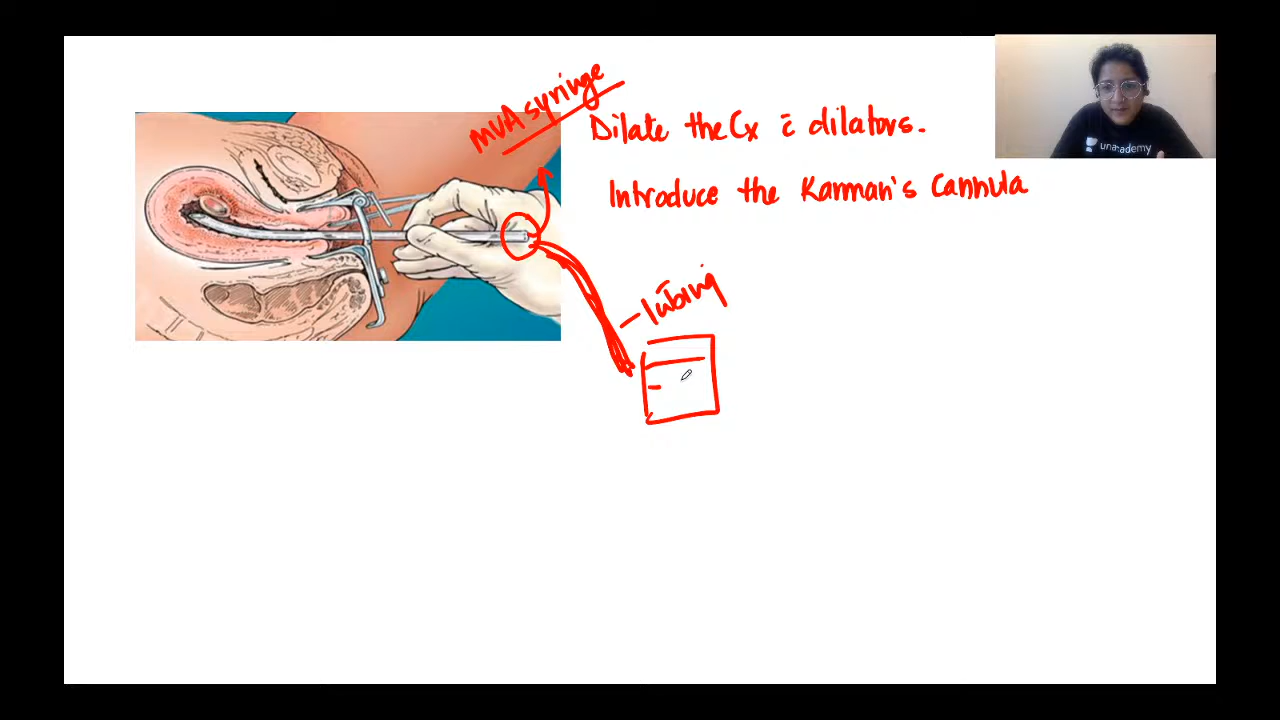 MVA syringe
Dilate the Cx c̄ dilators.
Introduce the Karman's Cannula
unacademy
Tubing